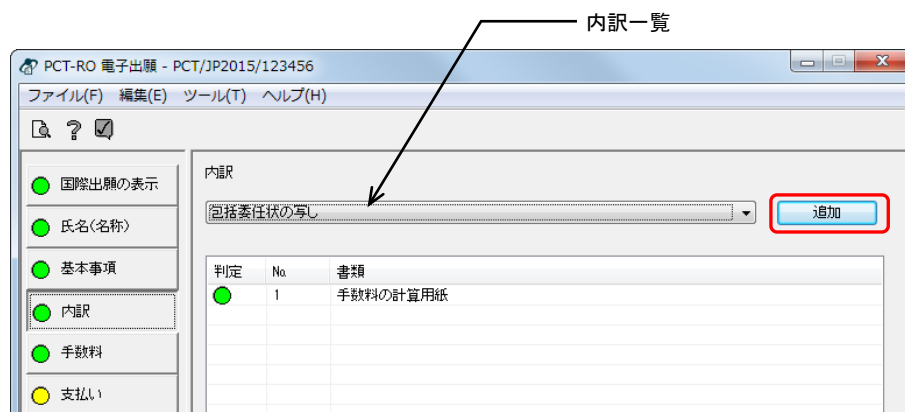 内訳一覧
PCT-RO 電子出願 - PCT/JP2015/123456
ファイル(F) 編集(E) ツール(T) ヘルプ(H)
国際出願の表示
氏名(名称)
基本事項
内訳
手数料
支払い
内訳
包括委任状の写し
追加
判定 No. 書類
1 手数料の計算用紙